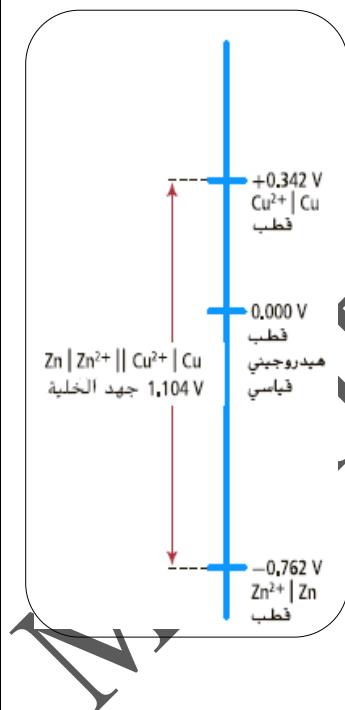 +0.342 V
Cu²⁺ | Cu
قطب
0.000 V
قطب
هيدروجيني
قياسي
Zn | Zn²⁺ || Cu²⁺ | Cu
1.104 V جهد الخلية
−0.762 V
Zn²⁺ | Zn
قطب